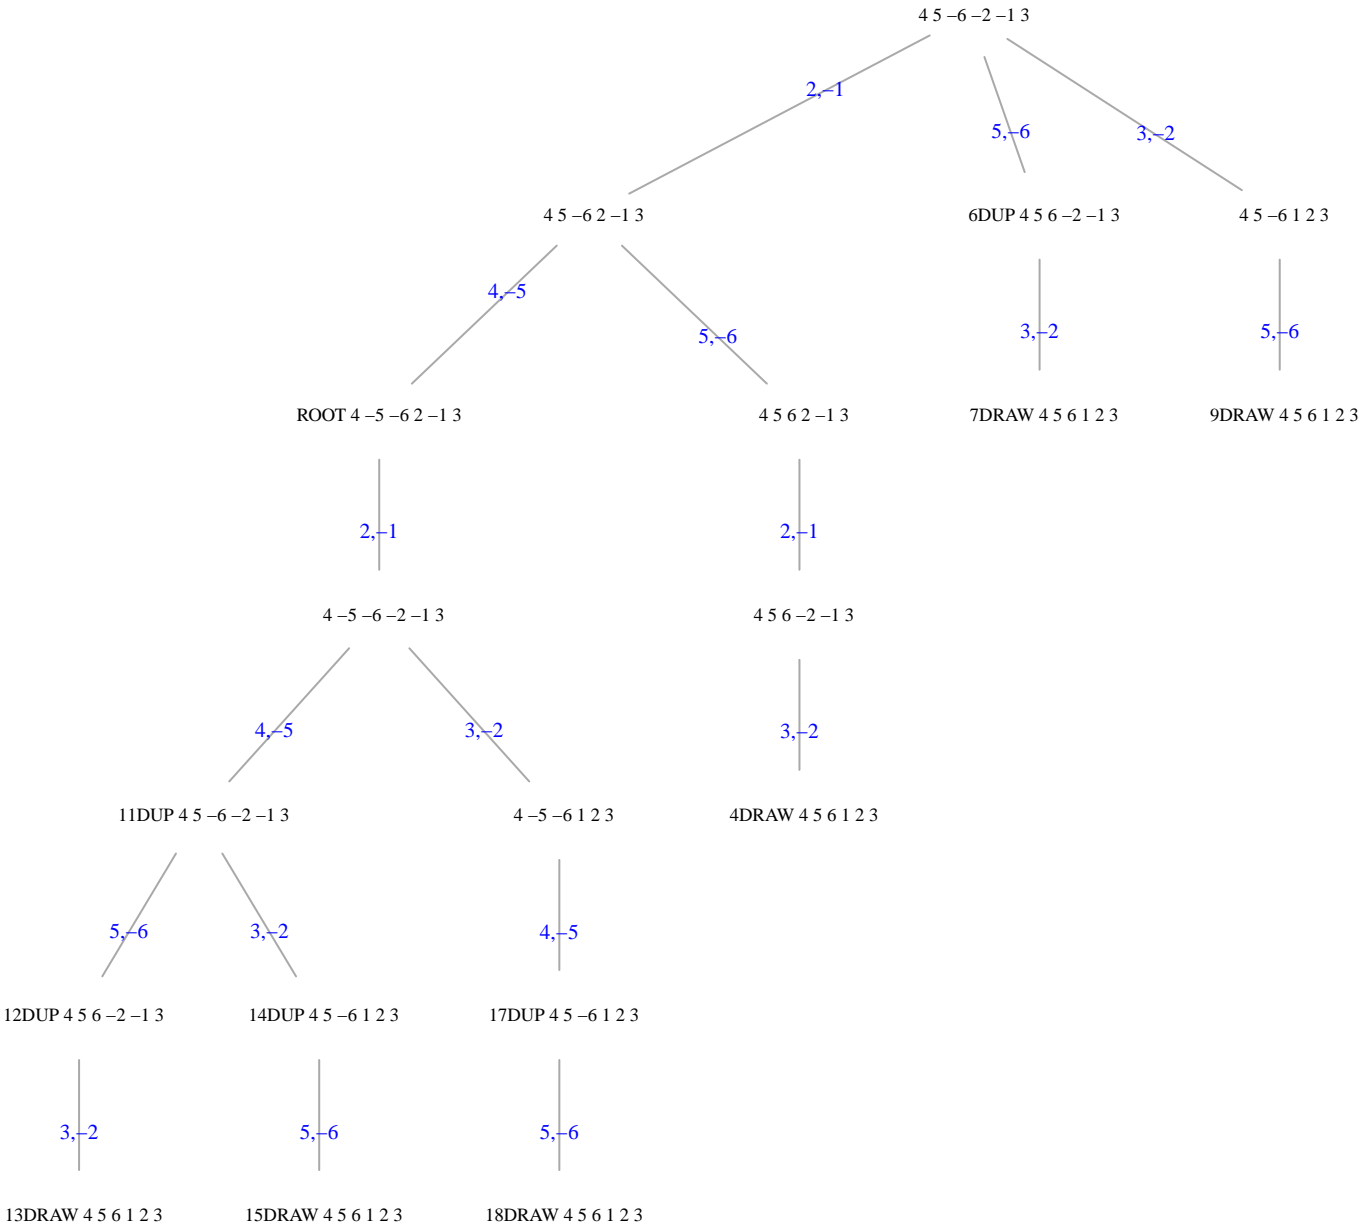 4 5 –6 –2 –1 3
2,–1
5,–6
3,–2
4 5 –6 2 –1 3
6DUP 4 5 6 –2 –1 3
4 5 –6 1 2 3
4,–5
5,–6
3,–2
5,–6
ROOT 4 –5 –6 2 –1 3
4 5 6 2 –1 3
7DRAW 4 5 6 1 2 3
9DRAW 4 5 6 1 2 3
2,–1
2,–1
4 –5 –6 –2 –1 3
4 5 6 –2 –1 3
4,–5
3,–2
3,–2
11DUP 4 5 –6 –2 –1 3
4 –5 –6 1 2 3
4DRAW 4 5 6 1 2 3
5,–6
3,–2
4,–5
12DUP 4 5 6 –2 –1 3
14DUP 4 5 –6 1 2 3
17DUP 4 5 –6 1 2 3
3,–2
5,–6
5,–6
13DRAW 4 5 6 1 2 3
15DRAW 4 5 6 1 2 3
18DRAW 4 5 6 1 2 3